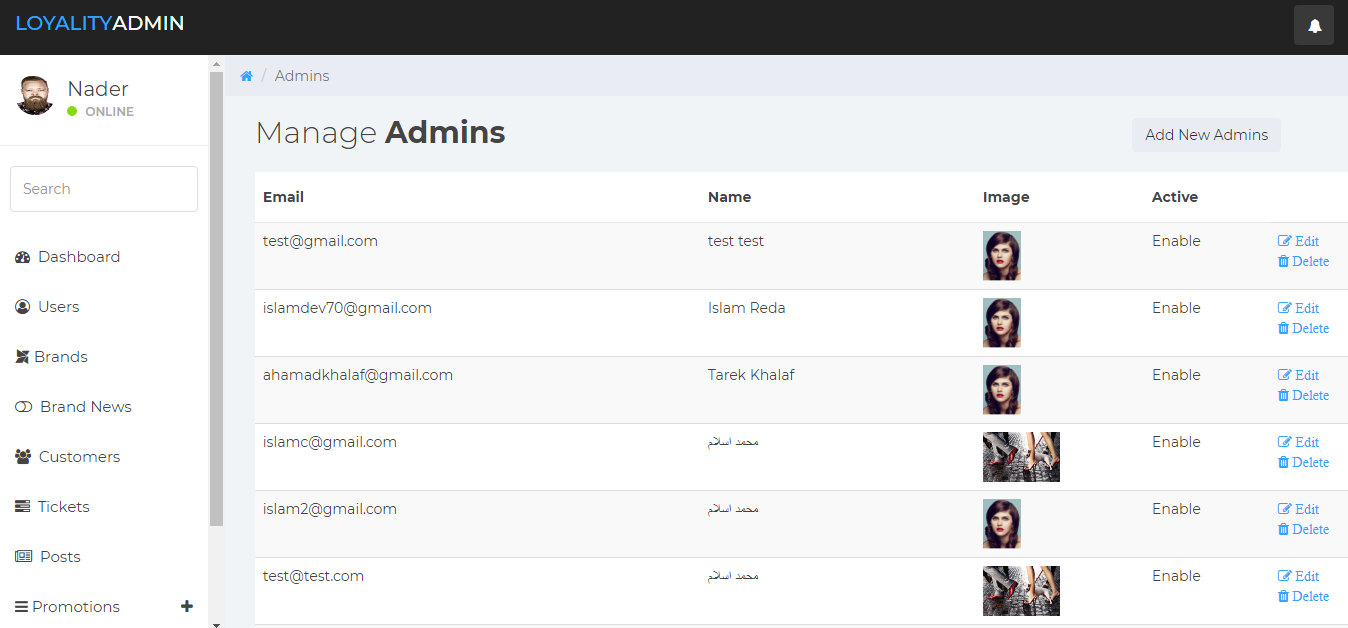 LOYALITYADMIN
Nader
ONLINE
Search
Dashboard
Users
Brands
Brand News
Customers
Tickets
Posts
Promotions
/ Admins
Manage Admins
Add New Admins
Email Name Image Active
test@gmail.com test test Enable Edit
Delete
islamdev70@gmail.com Islam Reda Enable Edit
Delete
ahamadkhalaf@gmail.com Tarek Khalaf Enable Edit
Delete
islamc@gmail.com محمد اسلام Enable Edit
Delete
islam2@gmail.com محمد اسلام Enable Edit
Delete
test@test.com محمد اسلام Enable Edit
Delete